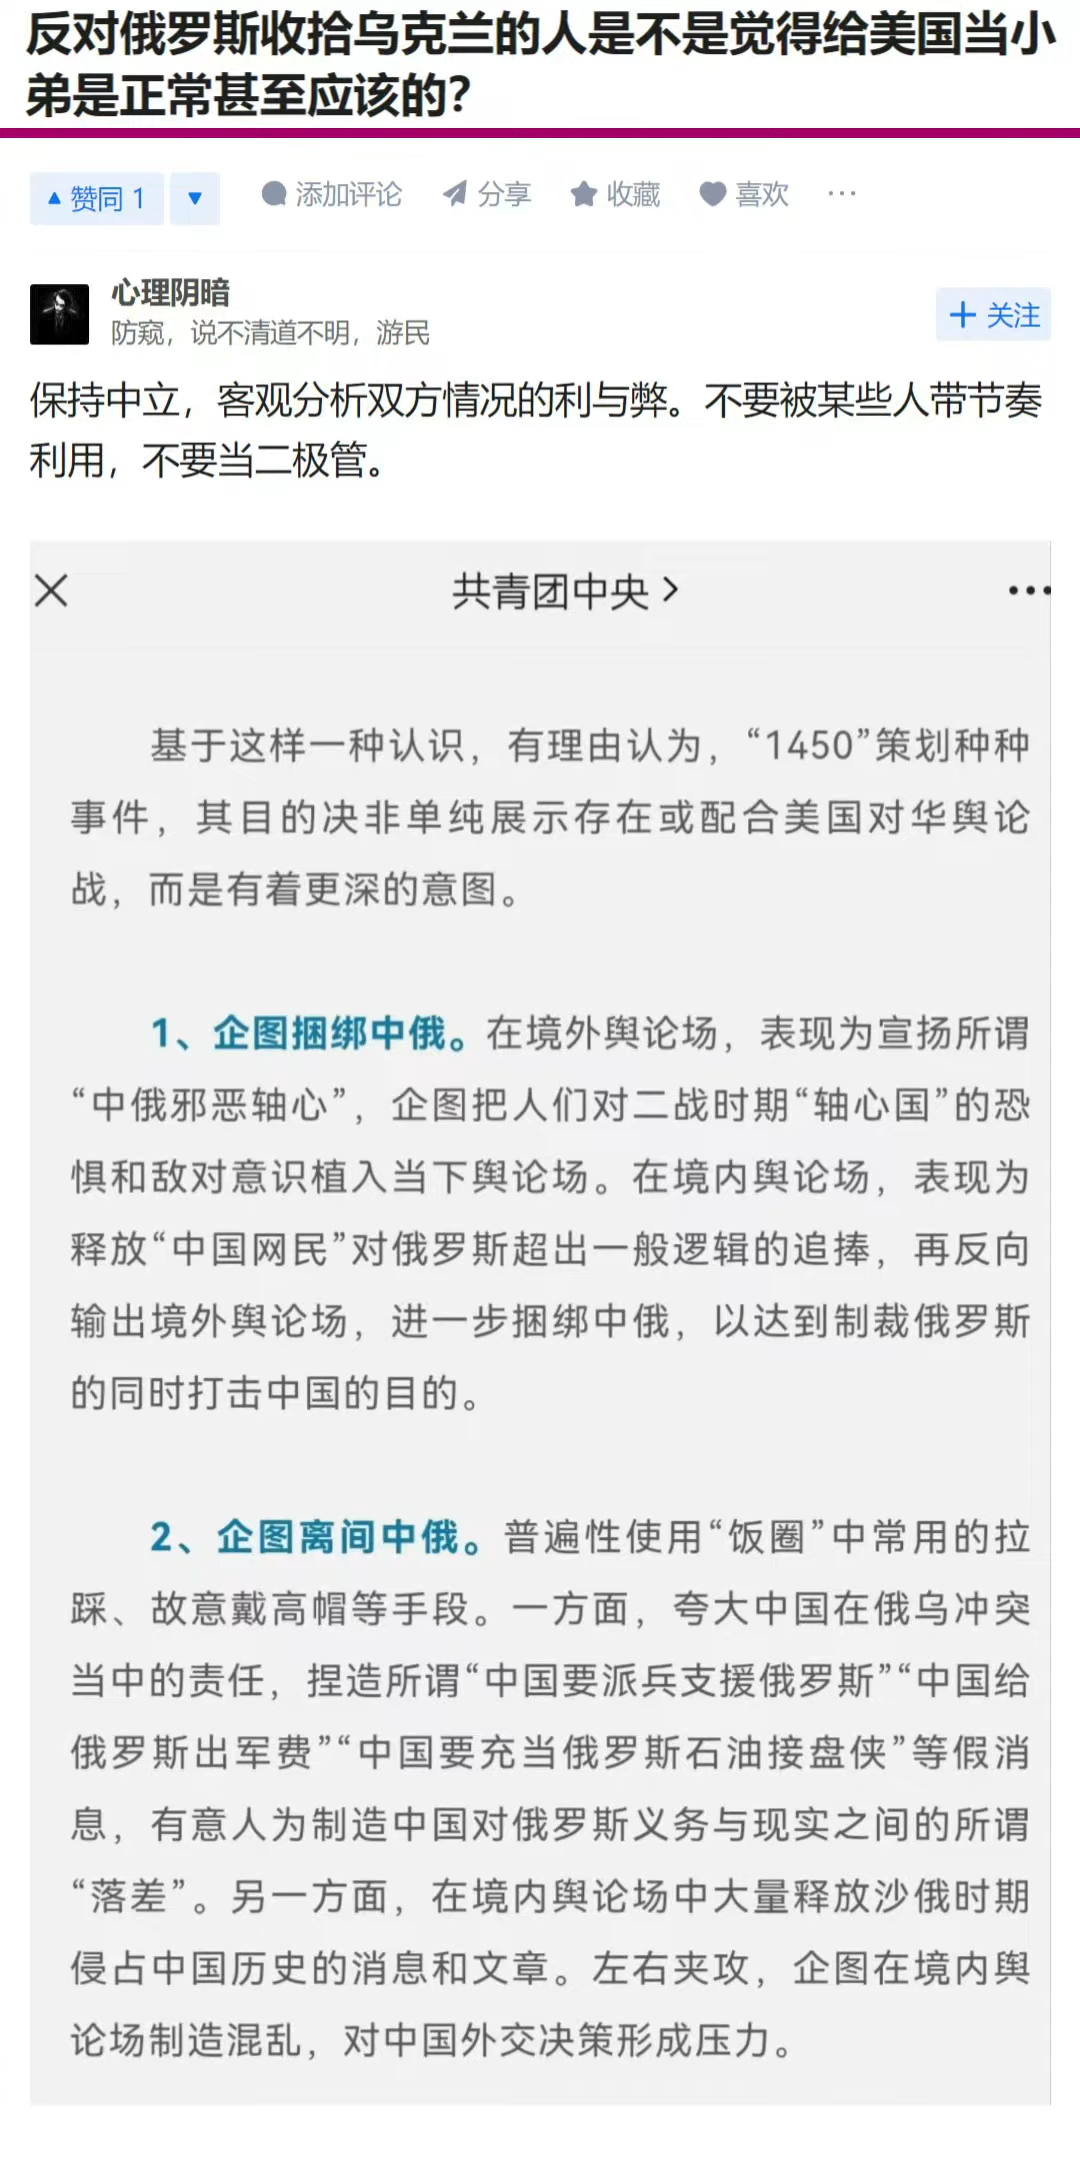 反对俄罗斯收拾乌克兰的人是不是觉得给美国当小
弟是正常甚至应该的？
▲ 赞同 1
▼
添加评论
分享
收藏
喜欢
···
心理阴暗
防窥，说不清道不明，游民
+ 关注
保持中立，客观分析双方情况的利与弊。不要被某些人带节奏
利用，不要当二极管。
共青团中央 >
基于这样一种认识，有理由认为，“1450”策划种种
事件，其目的决非单纯展示存在或配合美国对华舆论
战，而是有着更深的意图。
1、企图捆绑中俄。在境外舆论场，表现为宣扬所谓
“中俄邪恶轴心”，企图把人们对二战时期“轴心国”的恐
惧和敌对意识植入当下舆论场。在境内舆论场，表现为
释放“中国网民”对俄罗斯超出一般逻辑的追捧，再反向
输出境外舆论场，进一步捆绑中俄，以达到制裁俄罗斯
的同时打击中国的目的。
2、企图离间中俄。普遍性使用“饭圈”中常用的拉
踩、故意戴高帽等手段。一方面，夸大中国在俄乌冲突
当中的责任，捏造所谓“中国要派兵支援俄罗斯”“中国给
俄罗斯出军费”“中国要充当俄罗斯石油接盘侠”等假消
息，有意人为制造中国对俄罗斯义务与现实之间的所谓
“落差”。另一方面，在境内舆论场中大量释放沙俄时期
侵占中国历史的消息和文章。左右夹攻，企图在境内舆
论场制造混乱，对中国外交决策形成压力。